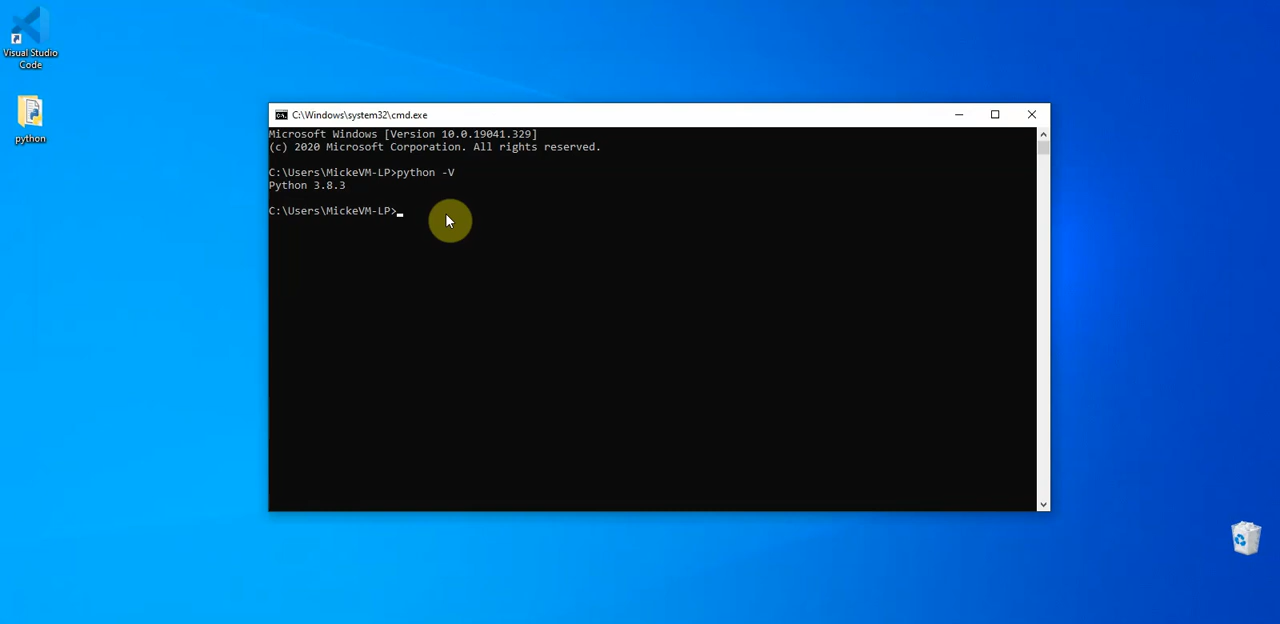 Visual Studio
Code
python
C:\Windows\system32\cmd.exe
Microsoft Windows [Version 10.0.19041.329]
(c) 2020 Microsoft Corporation. All rights reserved.
C:\Users\MickeVM-LP>python -V
Python 3.8.3
C:\Users\MickeVM-LP>